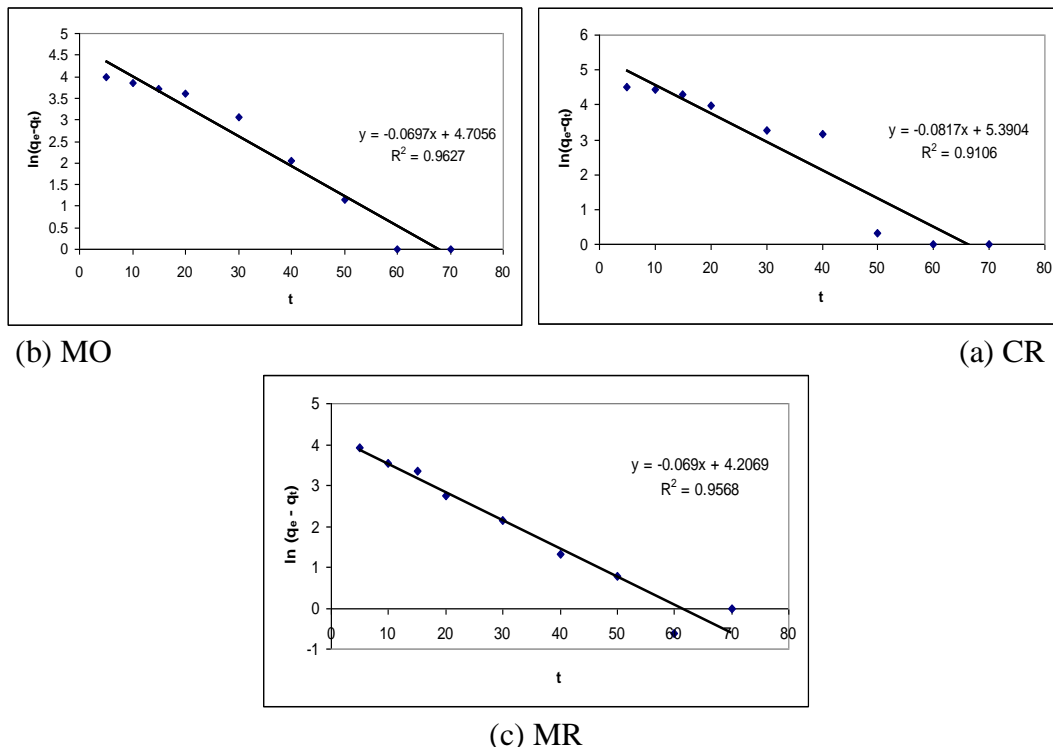 5
4.5
4
3.5
3
2.5
2
1.5
1
0.5
0
ln(qe-qt)
y = -0.0697x + 4.7056
R² = 0.9627
0 10 20 30 40 50 60 70 80
t
(b) MO
6
5
4
3
2
1
0
ln(qe-qt)
y = -0.0817x + 5.3904
R² = 0.9106
0 10 20 30 40 50 60 70 80
t
(a) CR
5
4
3
2
1
0
-1
ln (qe - qt)
y = -0.069x + 4.2069
R² = 0.9568
0 10 20 30 40 50 60 70 80
t
(c) MR